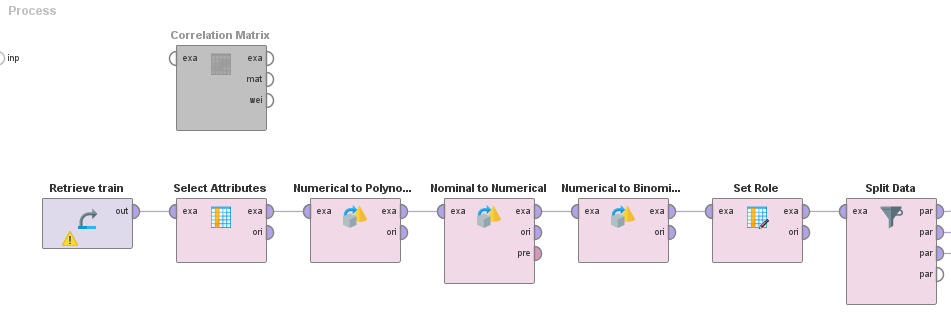 Process
inp
Correlation Matrix
exa exa
mat
wei
Retrieve train
out
Select Attributes
exa exa
ori
Numerical to Polyno...
exa exa
ori
Nominal to Numerical
exa exa
ori
pre
Numerical to Binomi...
exa exa
ori
Set Role
exa exa
ori
Split Data
exa par
par
par
par